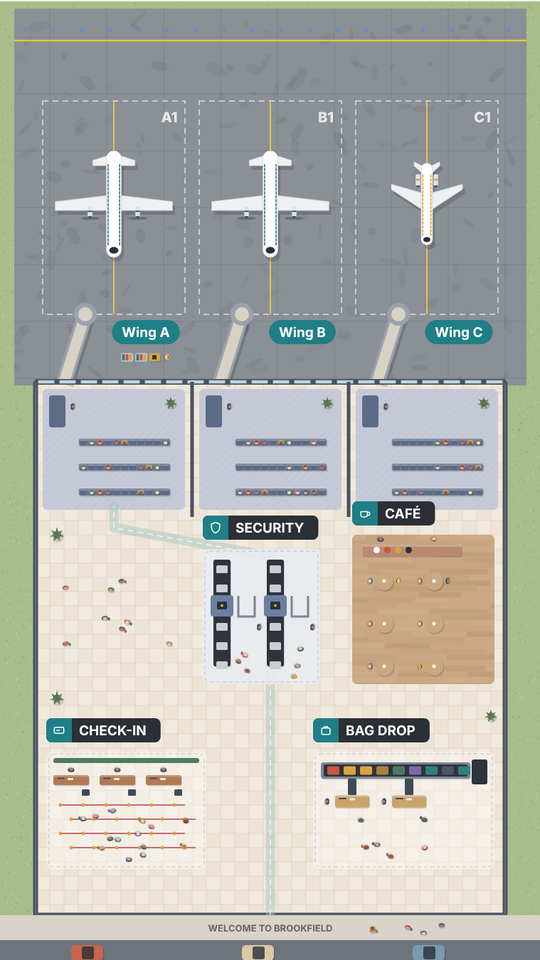 A1
B1
C1
Wing A
Wing B
Wing C
CAFÉ
SECURITY
CHECK-IN
BAG DROP
WELCOME TO BROOKFIELD